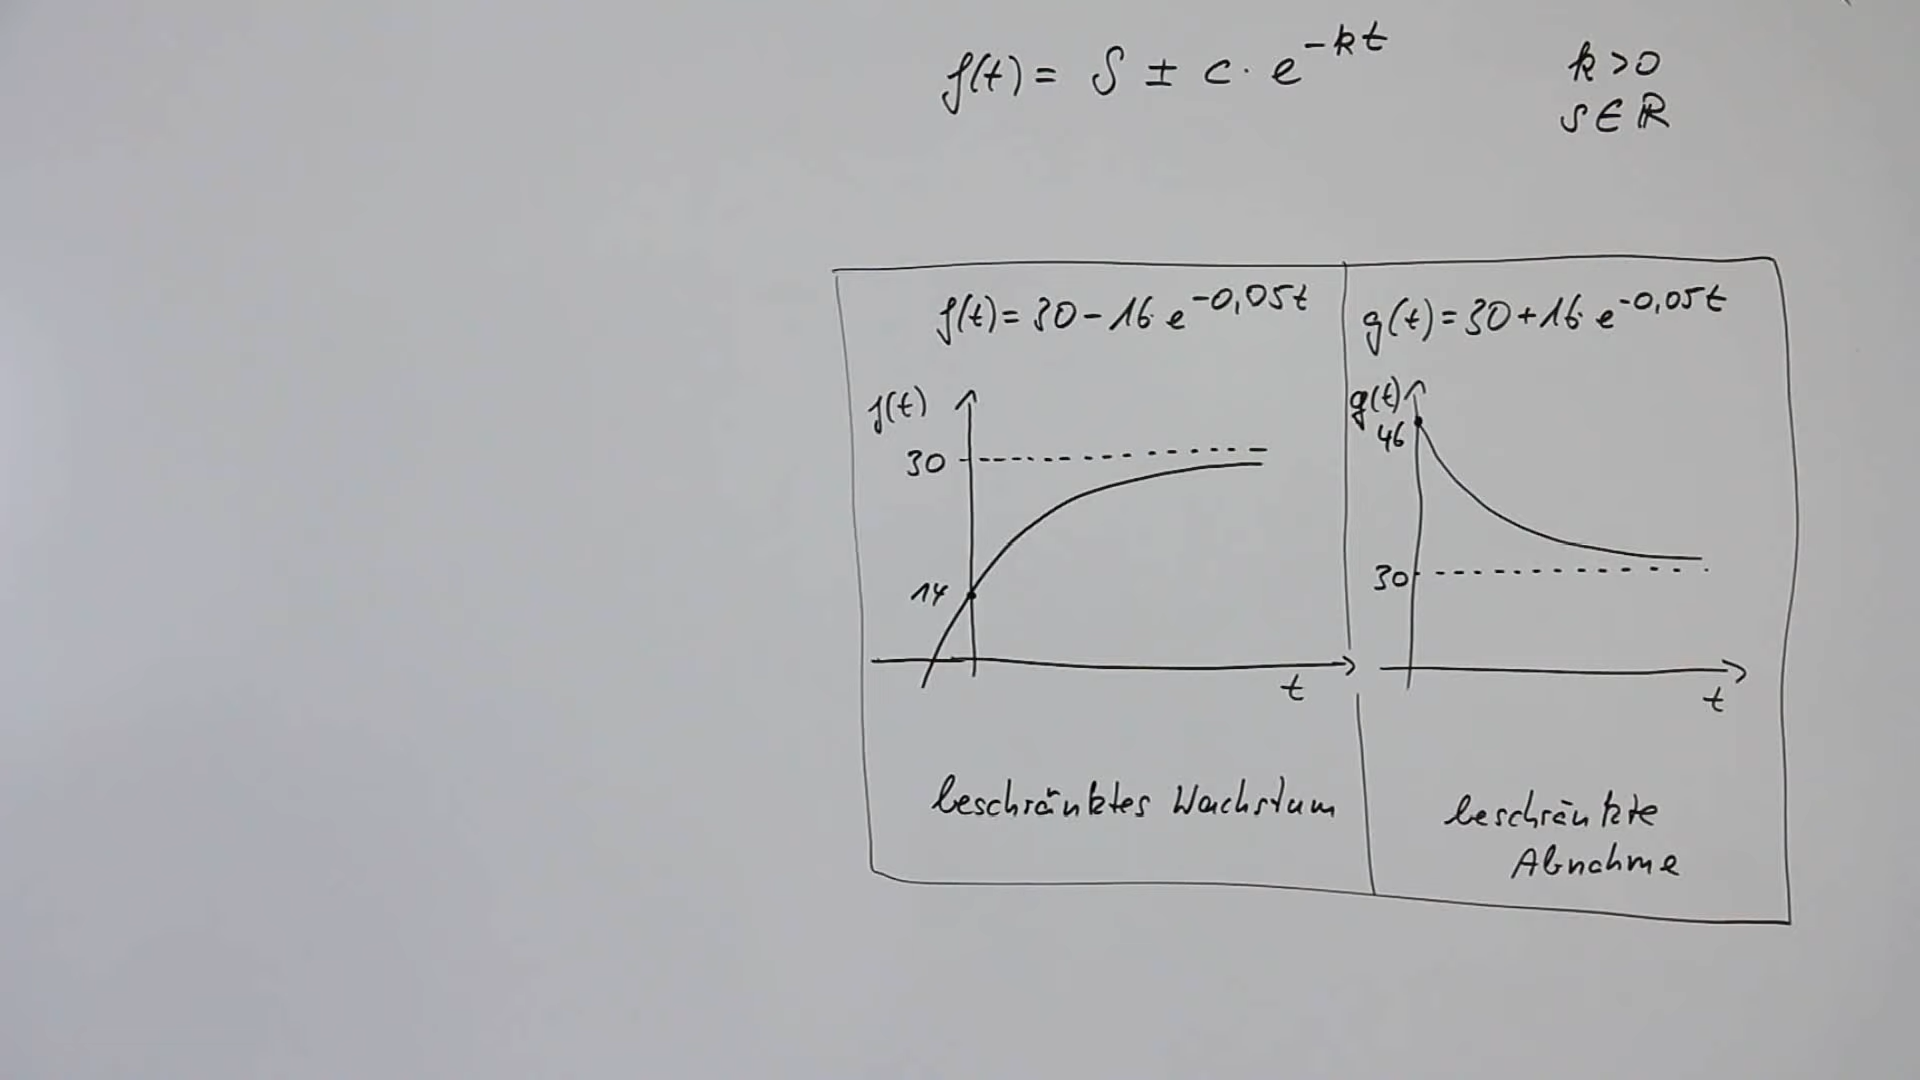 f(t) = S ± c · e^{-kt}
k > 0
S ∈ ℝ
f(t) = 30 - 16 · e^{-0,05t}
f(t)
30
14
t
beschränktes Wachstum
g(t) = 30 + 16 · e^{-0,05t}
g(t)
46
30
t
beschränkte
Abnahme